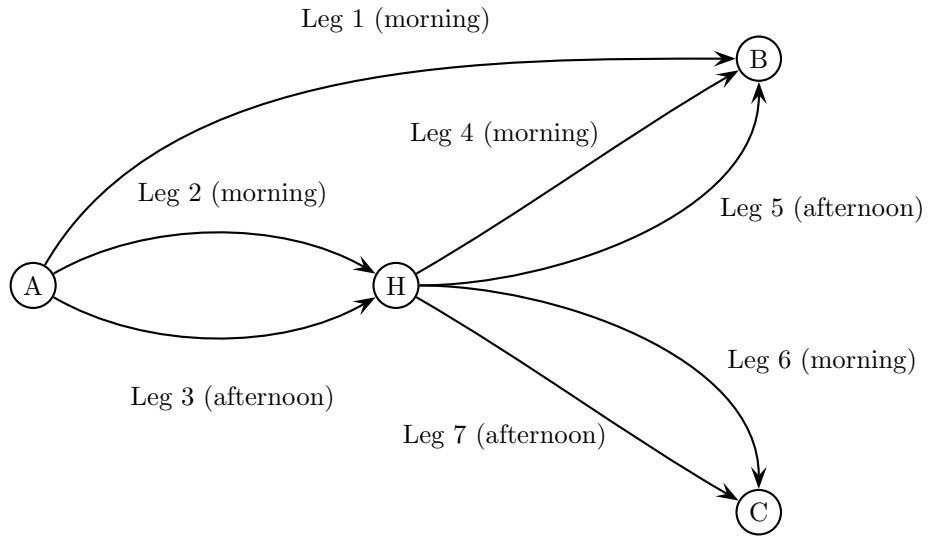 Leg 1 (morning)
B
Leg 4 (morning)
Leg 2 (morning)
Leg 5 (afternoon)
A
H
Leg 6 (morning)
Leg 3 (afternoon)
Leg 7 (afternoon)
C